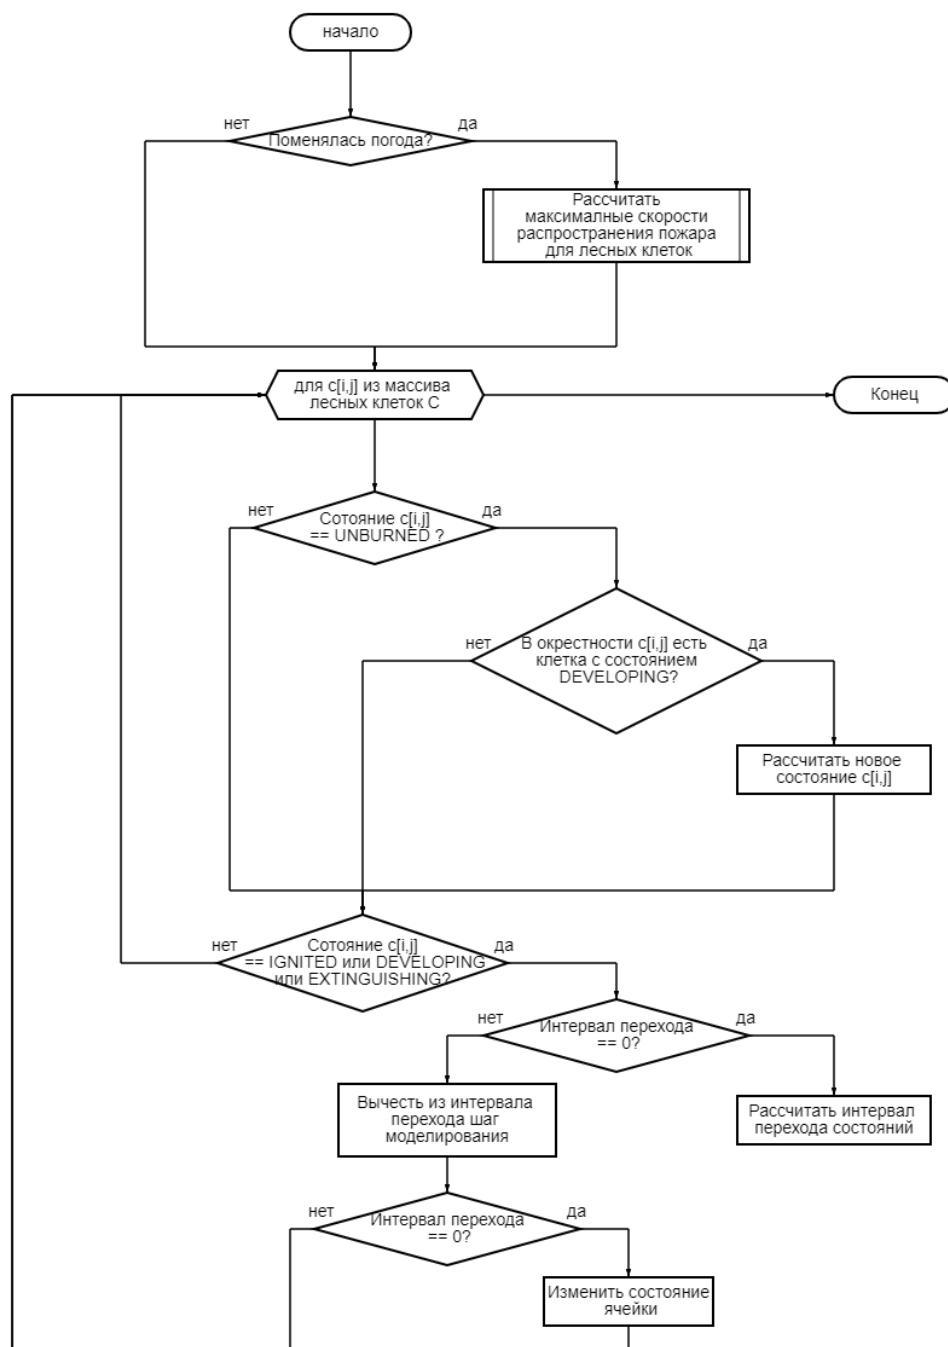 начало
нет
да
Поменялась погода?
Рассчитать
максималные скорости
распространения пожара
для лесных клеток
для c[i,j] из массива
лесных клеток C
Конец
нет
да
Сотояние c[i,j]
== UNBURNED ?
нет
да
В окрестности c[i,j] есть
клетка с состоянием
DEVELOPING?
Рассчитать новое
состояние c[i,j]
нет
да
Сотояние c[i,j]
== IGNITED или DEVELOPING
или EXTINGUISHING?
нет
да
Интервал перехода
== 0?
Вычесть из интервала
перехода шаг
моделирования
Рассчитать интервал
перехода состояний
нет
да
Интервал перехода
== 0?
Изменить состояние
ячейки